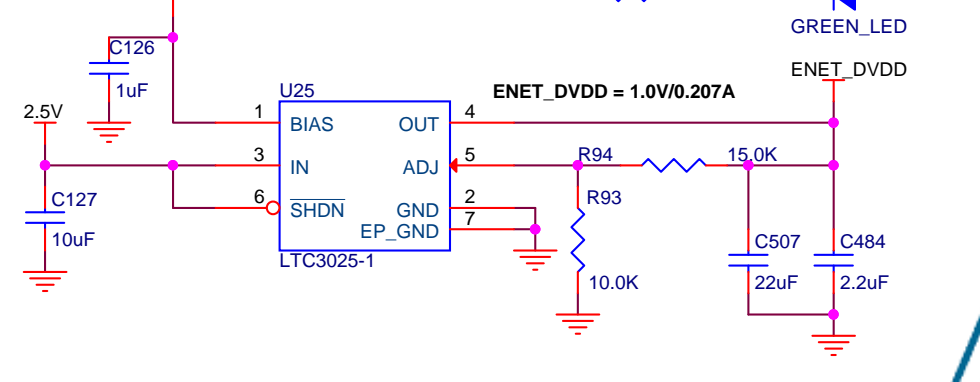 GREEN_LED
C126
1uF
ENET_DVDD
U25
ENET_DVDD = 1.0V/0.207A
2.5V
1
BIAS
OUT
4
3
IN
ADJ
5
R94
15.0K
6
SHDN
GND
2
R93
C127
10uF
EP_GND
7
LTC3025-1
C507
C484
10.0K
22uF
2.2uF